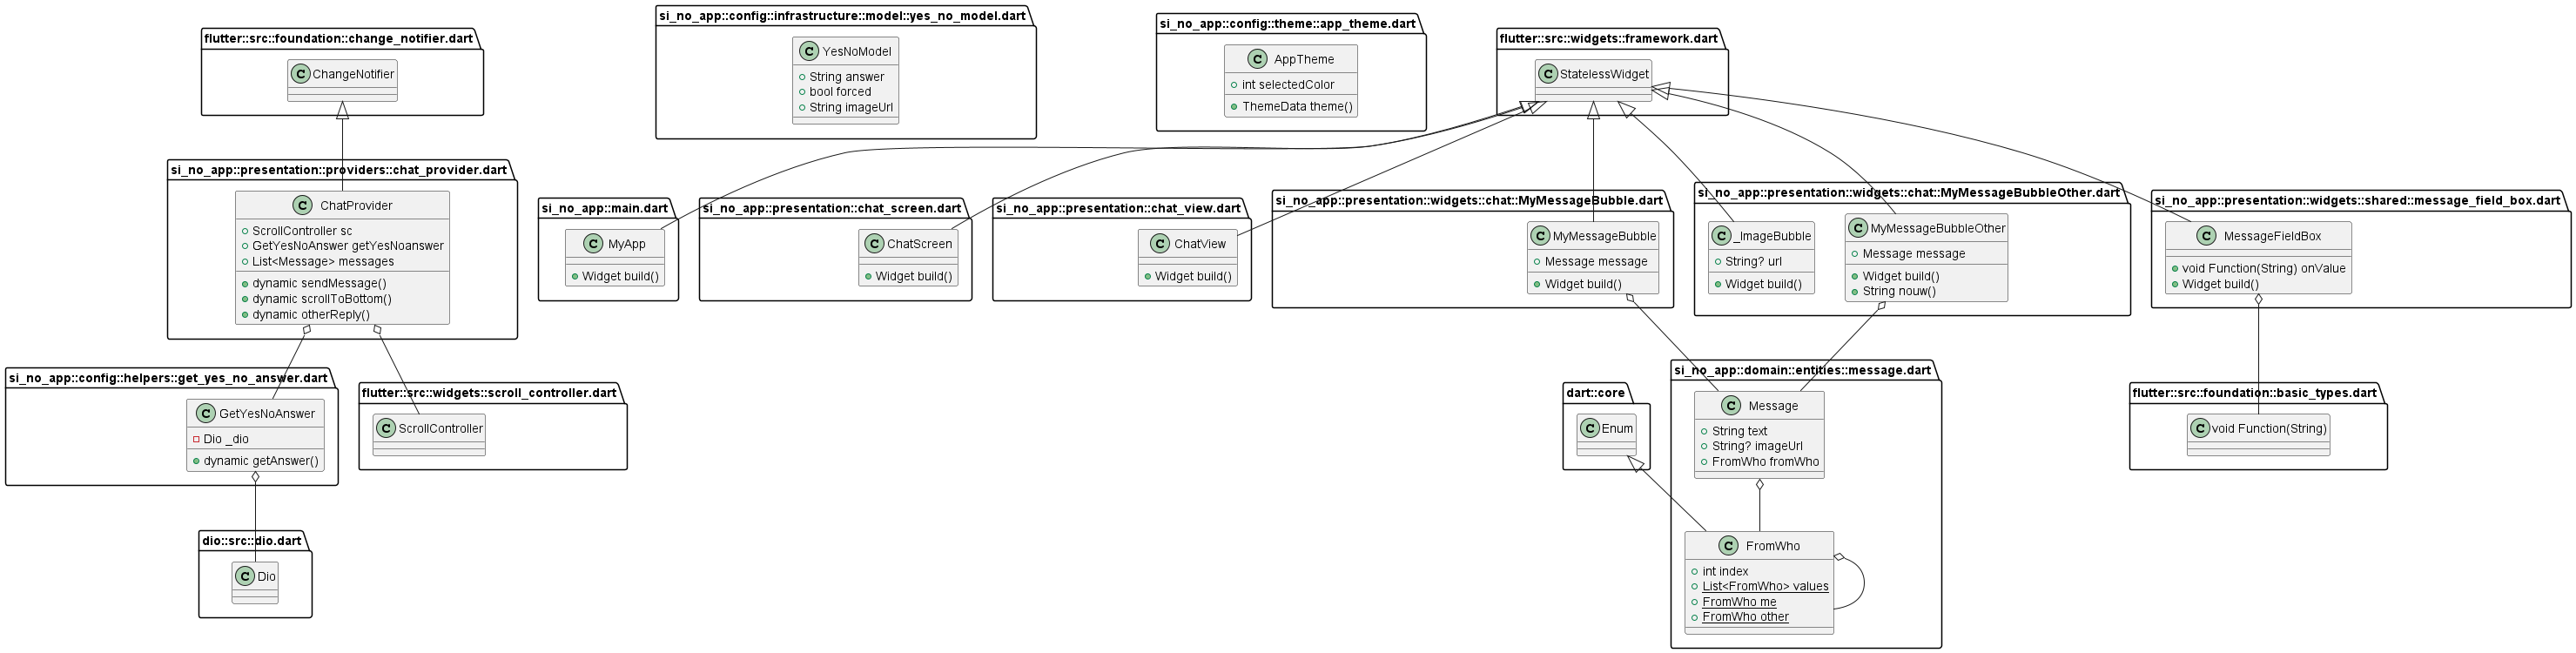 si_no_app::config::infrastructure::model::yes_no_model.dart
C YesNoModel
String answer
bool forced
String imageUrl
si_no_app::config::theme::app_theme.dart
C AppTheme
int selectedColor
ThemeData theme()
flutter::src::foundation::change_notifier.dart
C ChangeNotifier
flutter::src::widgets::framework.dart
C StatelessWidget
si_no_app::presentation::providers::chat_provider.dart
C ChatProvider
ScrollController sc
GetYesNoAnswer getYesNoanswer
List<Message> messages
dynamic sendMessage()
dynamic scrollToBottom()
dynamic otherReply()
si_no_app::main.dart
C MyApp
Widget build()
si_no_app::presentation::chat_screen.dart
C ChatScreen
Widget build()
si_no_app::presentation::chat_view.dart
C ChatView
Widget build()
si_no_app::presentation::widgets::chat::MyMessageBubble.dart
C MyMessageBubble
Message message
Widget build()
si_no_app::presentation::widgets::chat::MyMessageBubbleOther.dart
C _ImageBubble
String? url
Widget build()
C MyMessageBubbleOther
Message message
Widget build()
String nouw()
si_no_app::presentation::widgets::shared::message_field_box.dart
C MessageFieldBox
void Function(String) onValue
Widget build()
si_no_app::config::helpers::get_yes_no_answer.dart
C GetYesNoAnswer
Dio _dio
dynamic getAnswer()
flutter::src::widgets::scroll_controller.dart
C ScrollController
dart::core
C Enum
si_no_app::domain::entities::message.dart
C Message
String text
String? imageUrl
FromWho fromWho
C FromWho
int index
List<FromWho> values
FromWho me
FromWho other
flutter::src::foundation::basic_types.dart
C void Function(String)
dio::src::dio.dart
C Dio